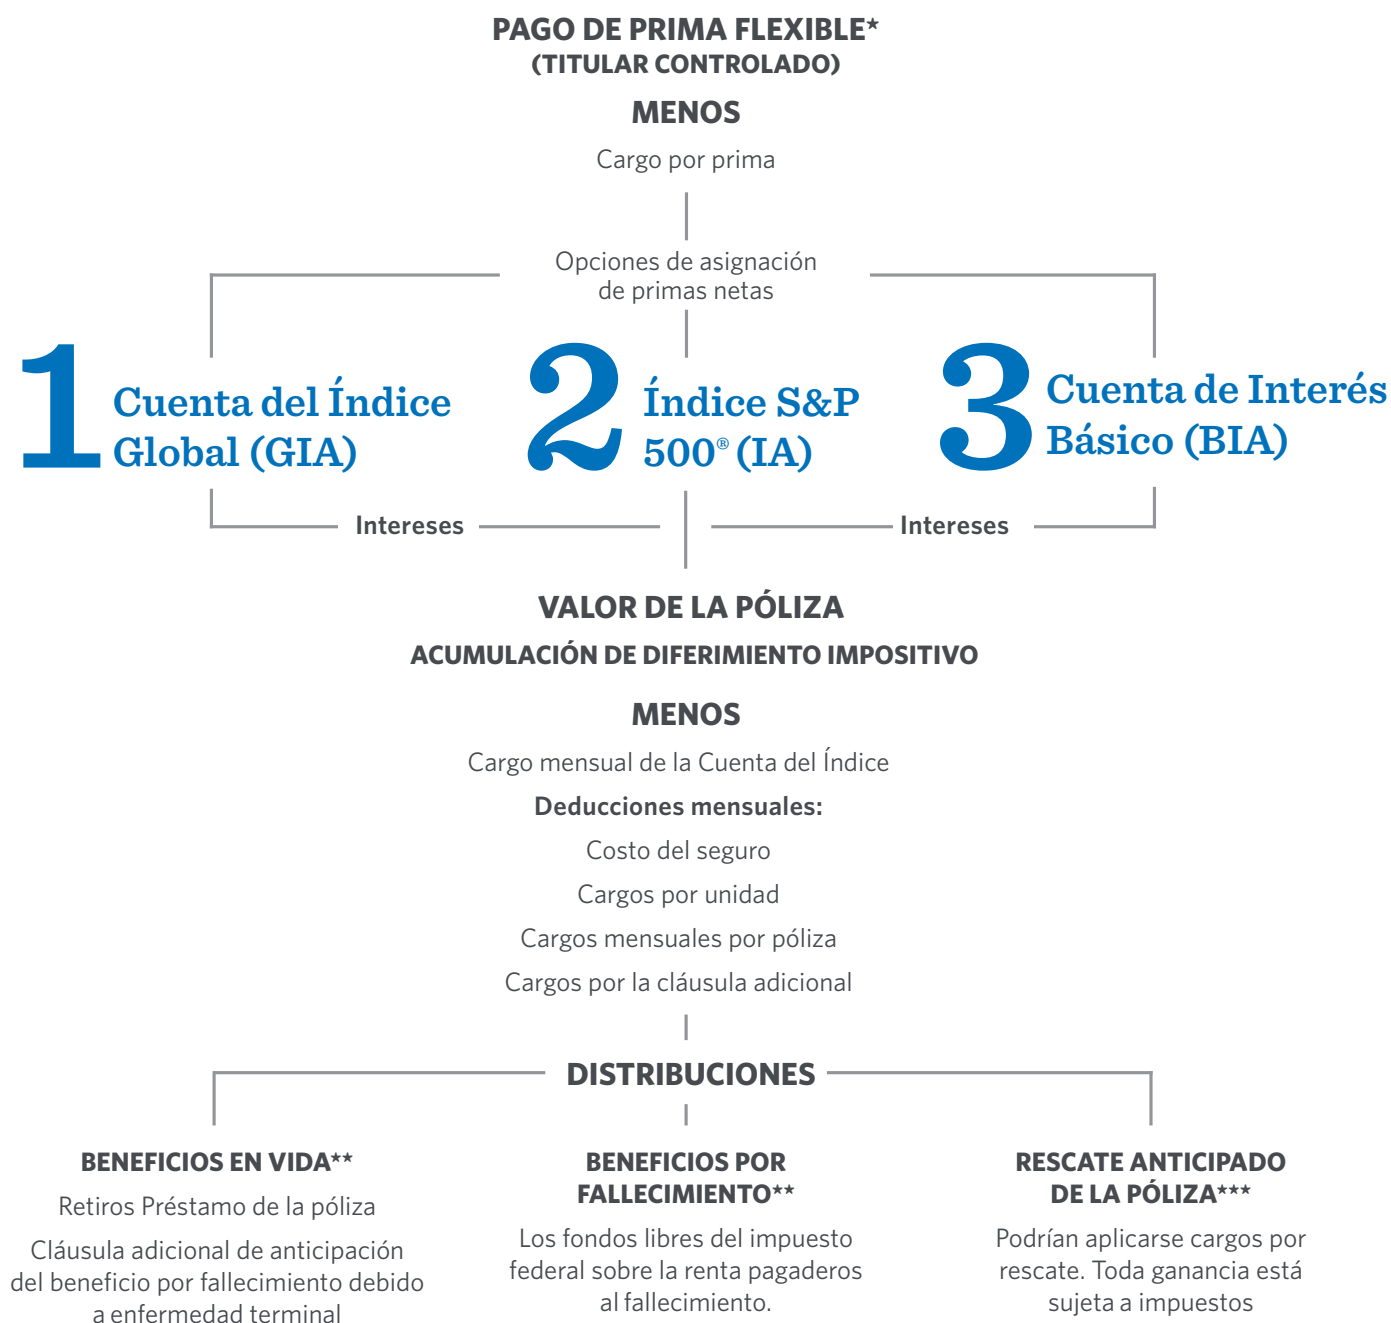 PAGO DE PRIMA FLEXIBLE*
(TITULAR CONTROLADO)
MENOS
Cargo por prima
Opciones de asignación
de primas netas
1
Cuenta del Índice
Global (GIA)
2
Índice S&P
500® (IA)
3
Cuenta de Interés
Básico (BIA)
Intereses
Intereses
VALOR DE LA PÓLIZA
ACUMULACIÓN DE DIFERIMIENTO IMPOSITIVO
MENOS
Cargo mensual de la Cuenta del Índice
Deducciones mensuales:
Costo del seguro
Cargos por unidad
Cargos mensuales por póliza
Cargos por la cláusula adicional
DISTRIBUCIONES
BENEFICIOS EN VIDA**
Retiros Préstamo de la póliza
Cláusula adicional de anticipación
del beneficio por fallecimiento debido
a enfermedad terminal
BENEFICIOS POR
FALLECIMIENTO**
Los fondos libres del impuesto
federal sobre la renta pagaderos
al fallecimiento.
RESCATE ANTICIPADO
DE LA PÓLIZA***
Podrían aplicarse cargos por
rescate. Toda ganancia está
sujeta a impuestos